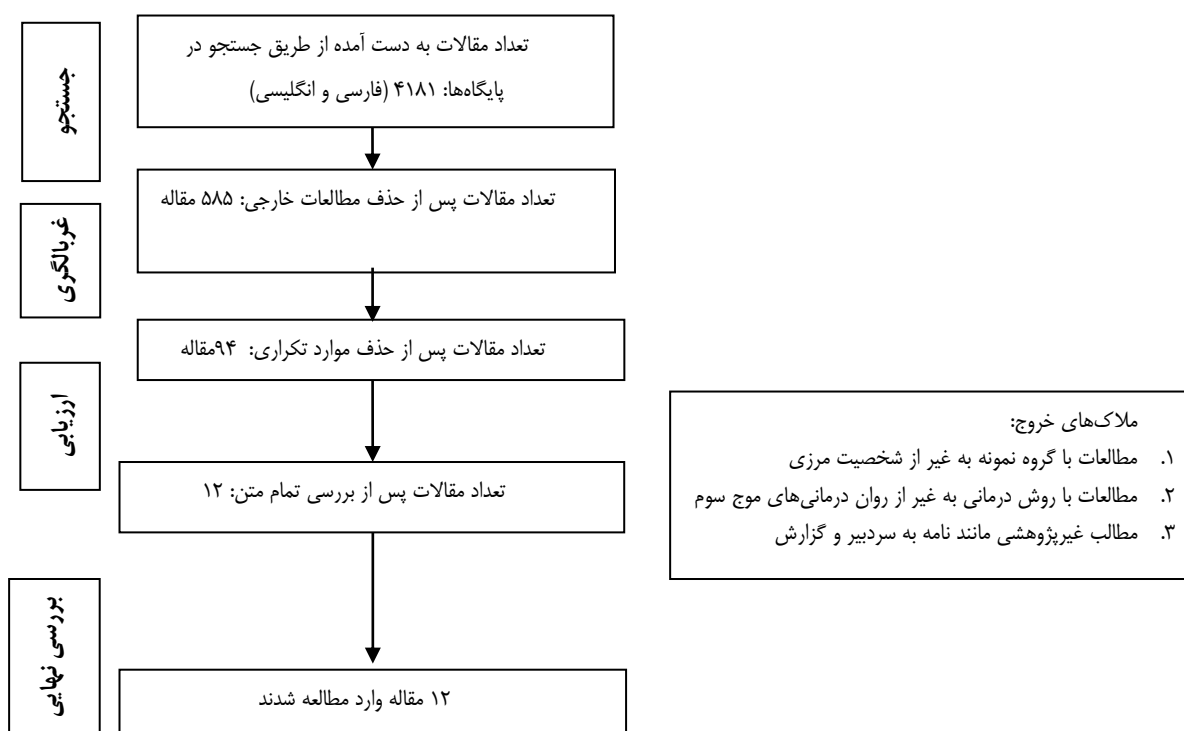 جستجو
تعداد مقالات به دست آمده از طریق جستجو در
پایگاه‌ها: ۴۱۸۱ (فارسی و انگلیسی)
غربالگری
تعداد مقالات پس از حذف مطالعات خارجی: ۵۸۵ مقاله
تعداد مقالات پس از حذف موارد تکراری: ۹۴مقاله
ارزیابی
تعداد مقالات پس از بررسی تمام متن: ۱۲
ملاک‌های خروج:
۱. مطالعات با گروه نمونه به غیر از شخصیت مرزی
۲. مطالعات با روش درمانی به غیر از روان درمانی‌های موج سوم
۳. مطالب غیرپژوهشی مانند نامه به سردبیر و گزارش
بررسی نهایی
۱۲ مقاله وارد مطالعه شدند